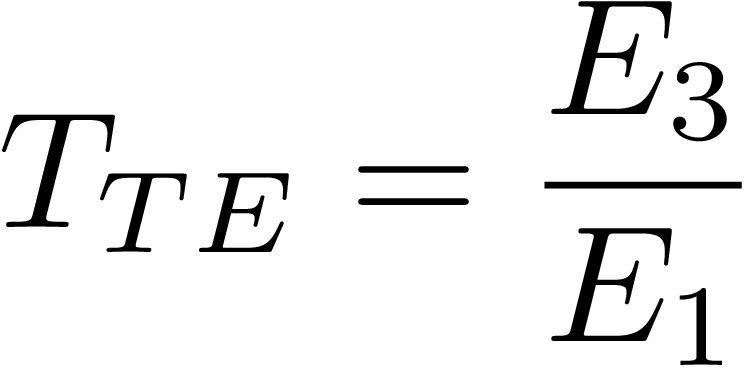 T_{TE} = \frac{E_3}{E_1}